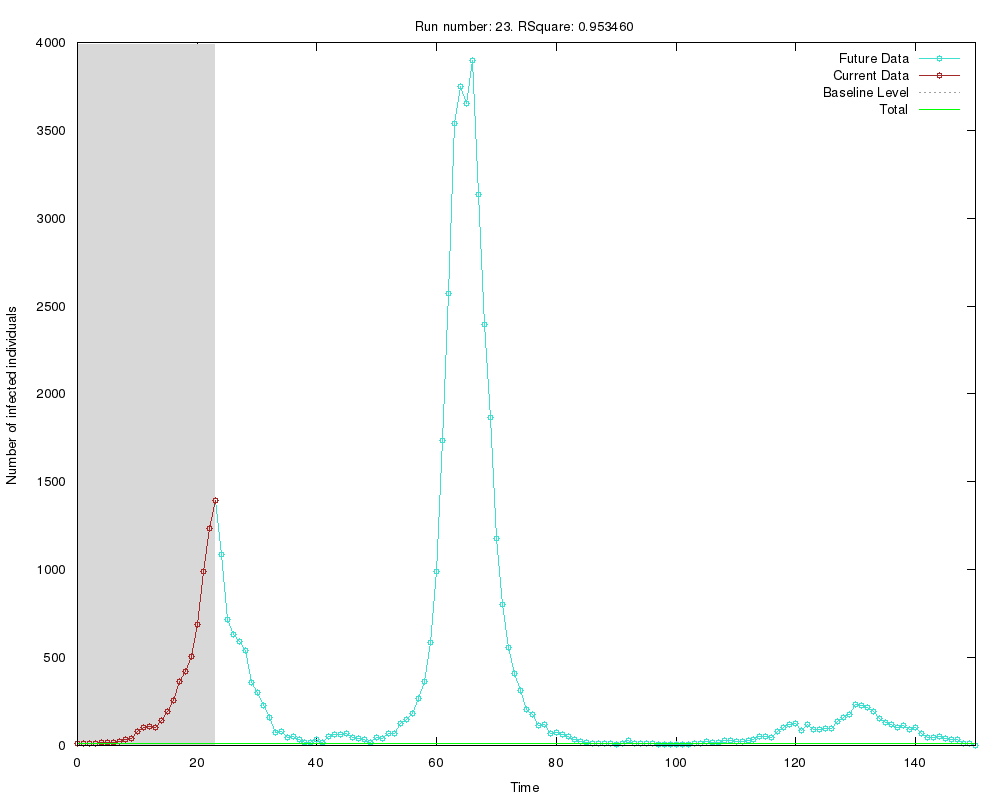 Run number: 23. RSquare: 0.953460
Future Data
Current Data
Baseline Level
Total
Number of infected individuals
4000
3500
3000
2500
2000
1500
1000
500
0
0 20 40 60 80 100 120 140
Time